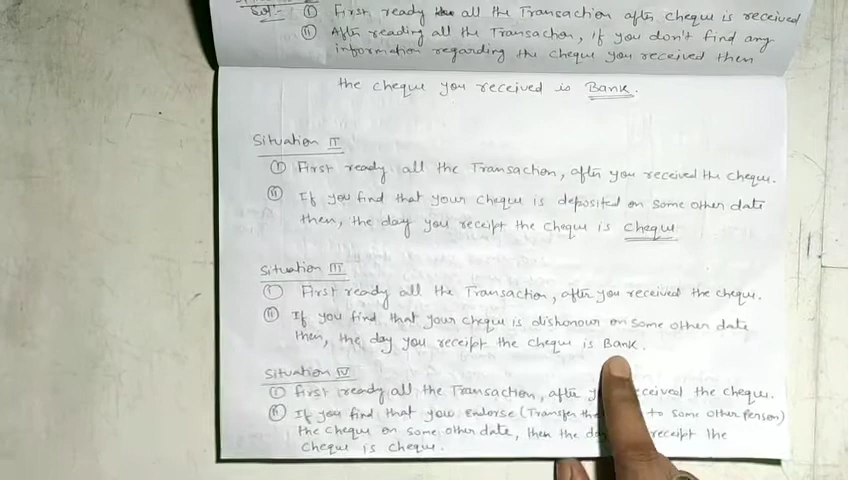 Sol:- (i) First ready the all the Transaction after cheque is received
(ii) After reading all the Transacton, if you don't find any
information regarding the cheque you received then
the cheque you received is Bank.
Situation II
(i) First ready all the Transaction, after you received the cheque.
(ii) If you find that your cheque is deposited on some other date
then, the day you receipt the cheque is cheque
Situation III
(i) First ready all the Transaction, after you received the cheque.
(ii) If you find that your cheque is dishonour on some other date
then, the day you receipt the cheque is Bank.
Situation IV
(i) First ready all the Transaction, after received the cheque.
(ii) If you find that you endorse (Transfer the to some other person)
the cheque on some other date, then the receipt the
cheque is cheque.